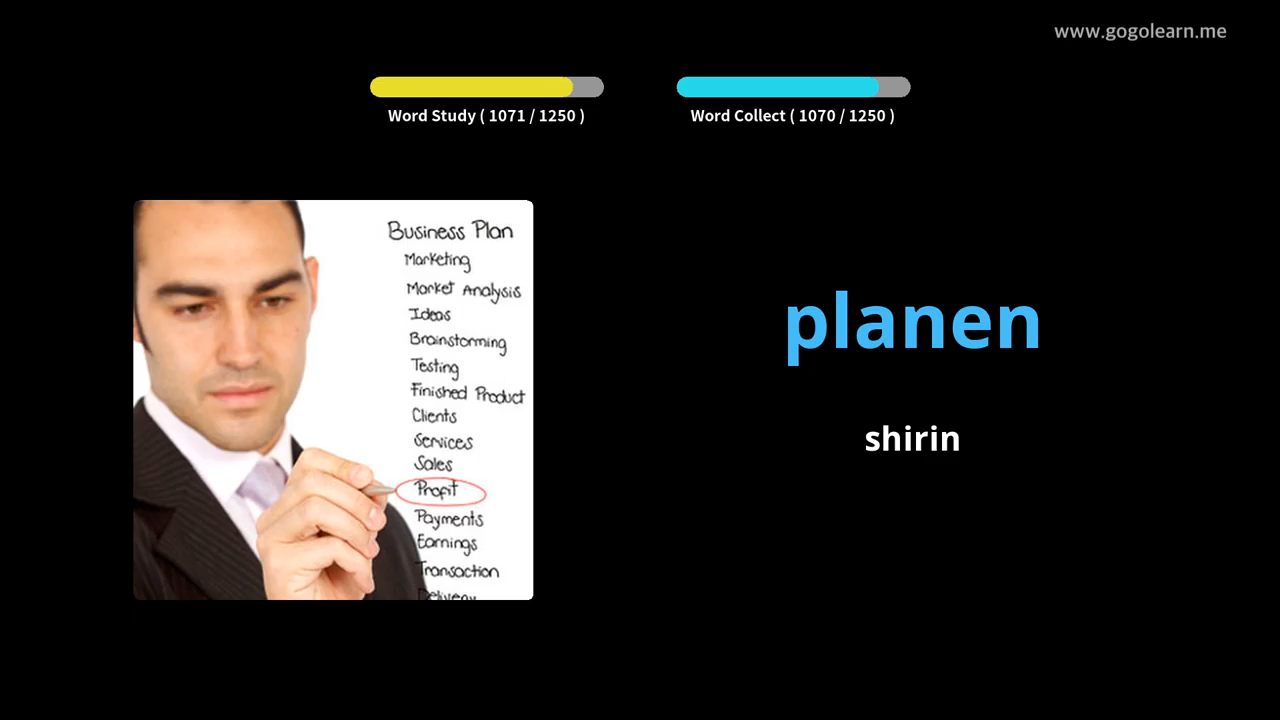 www.gogolearn.me
Word Study ( 1071 / 1250 )
Word Collect ( 1070 / 1250 )
Business Plan
Marketing
Market Analysis
Ideas
Brainstorming
Testing
Finished Product
Clients
Services
Sales
Profit
Payments
Earnings
Transaction
Delivery
planen
shirin